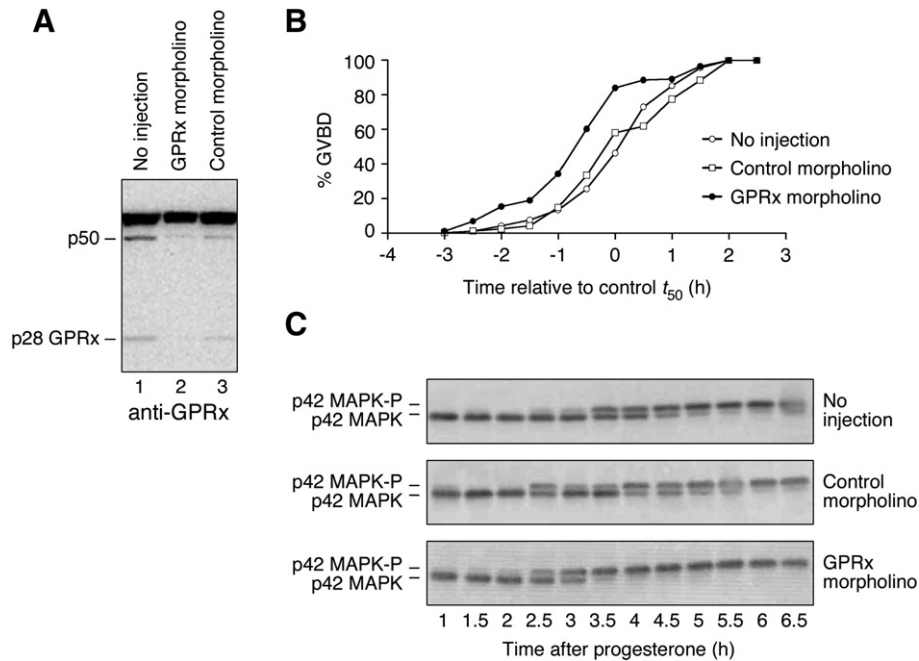 A
No injection
GPRx morpholino
Control morpholino
p50
p28 GPRx
1 2 3
anti-GPRx
B
% GVBD
100
80
60
40
20
0
-4 -3 -2 -1 0 1 2 3
Time relative to control t50 (h)
No injection
Control morpholino
GPRx morpholino
C
p42 MAPK-P
p42 MAPK
No
injection
p42 MAPK-P
p42 MAPK
Control
morpholino
p42 MAPK-P
p42 MAPK
GPRx
morpholino
1 1.5 2 2.5 3 3.5 4 4.5 5 5.5 6 6.5
Time after progesterone (h)